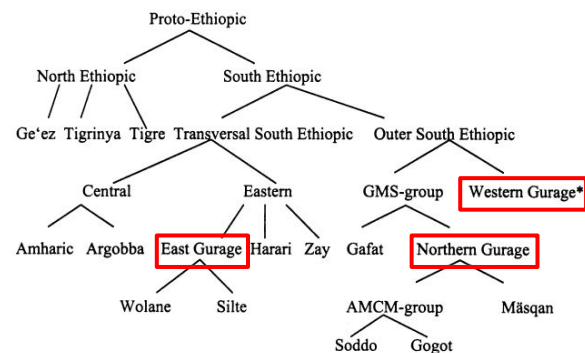 Proto-Ethiopic
North Ethiopic South Ethiopic
Ge‘ez Tigrinya Tigre Transversal South Ethiopic Outer South Ethiopic
Central Eastern GMS-group Western Gurage*
Amharic Argobba East Gurage Harari Zay Gafat Northern Gurage
Wolane Silte AMCM-group Mäsqan
Soddo Gogot